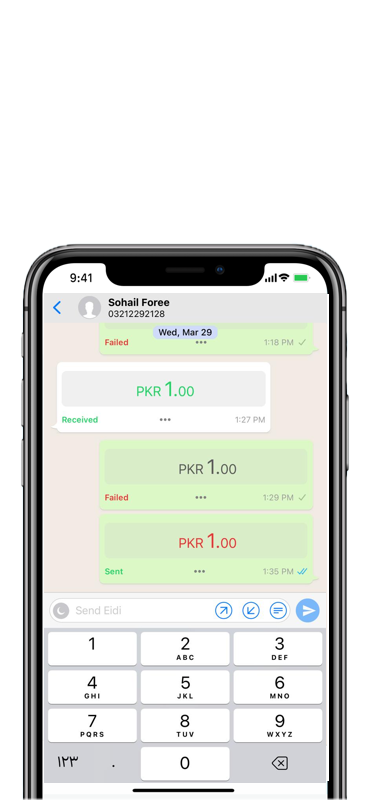 9:41
Sohail Foree
03212292128
Wed, Mar 29
Failed ••• 1:18 PM
PKR 1.00
Received ••• 1:27 PM
PKR 1.00
Failed ••• 1:29 PM
PKR 1.00
Sent ••• 1:35 PM
Send Eidi
1 2 3
ABC DEF
4 5 6
GHI JKL MNO
7 8 9
PQRS TUV WXYZ
١٢٣ . 0